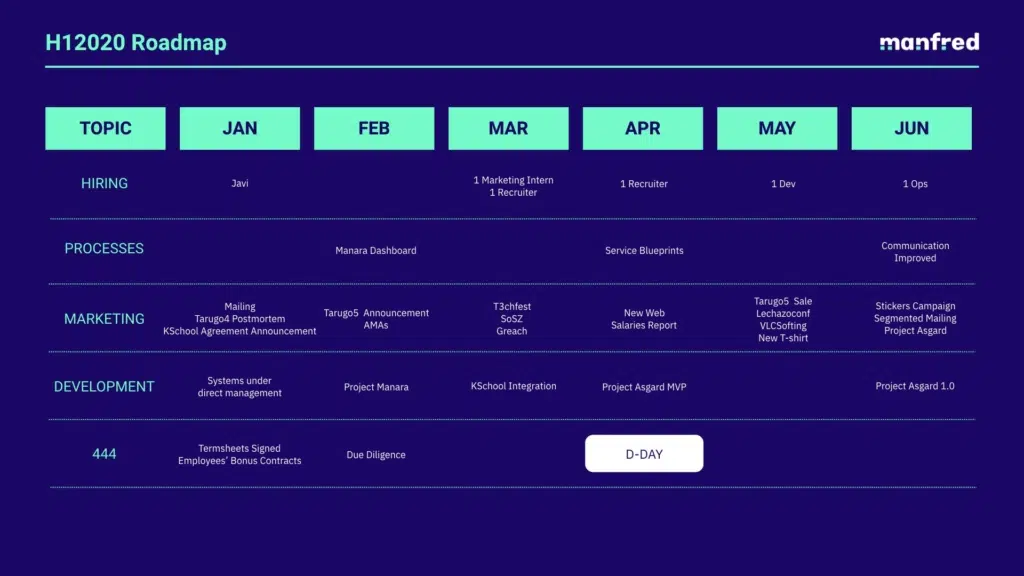 H12020 Roadmap
manfred
TOPIC JAN FEB MAR APR MAY JUN
HIRING
Javi
1 Marketing Intern
1 Recruiter
1 Recruiter
1 Dev
1 Ops
PROCESSES
Manara Dashboard
Service Blueprints
Communication
Improved
MARKETING
Mailing
Tarugo4 Postmortem
KSchool Agreement Announcement
Tarugo5 Announcement
AMAs
T3chfest
SoSZ
Greach
New Web
Salaries Report
Tarugo5 Sale
Lechazoconf
VLCSofting
New T-shirt
Stickers Campaign
Segmented Mailing
Project Asgard
DEVELOPMENT
Systems under
direct management
Project Manara
KSchool Integration
Project Asgard MVP
Project Asgard 1.0
444
Termsheets Signed
Employees’ Bonus Contracts
Due Diligence
D-DAY